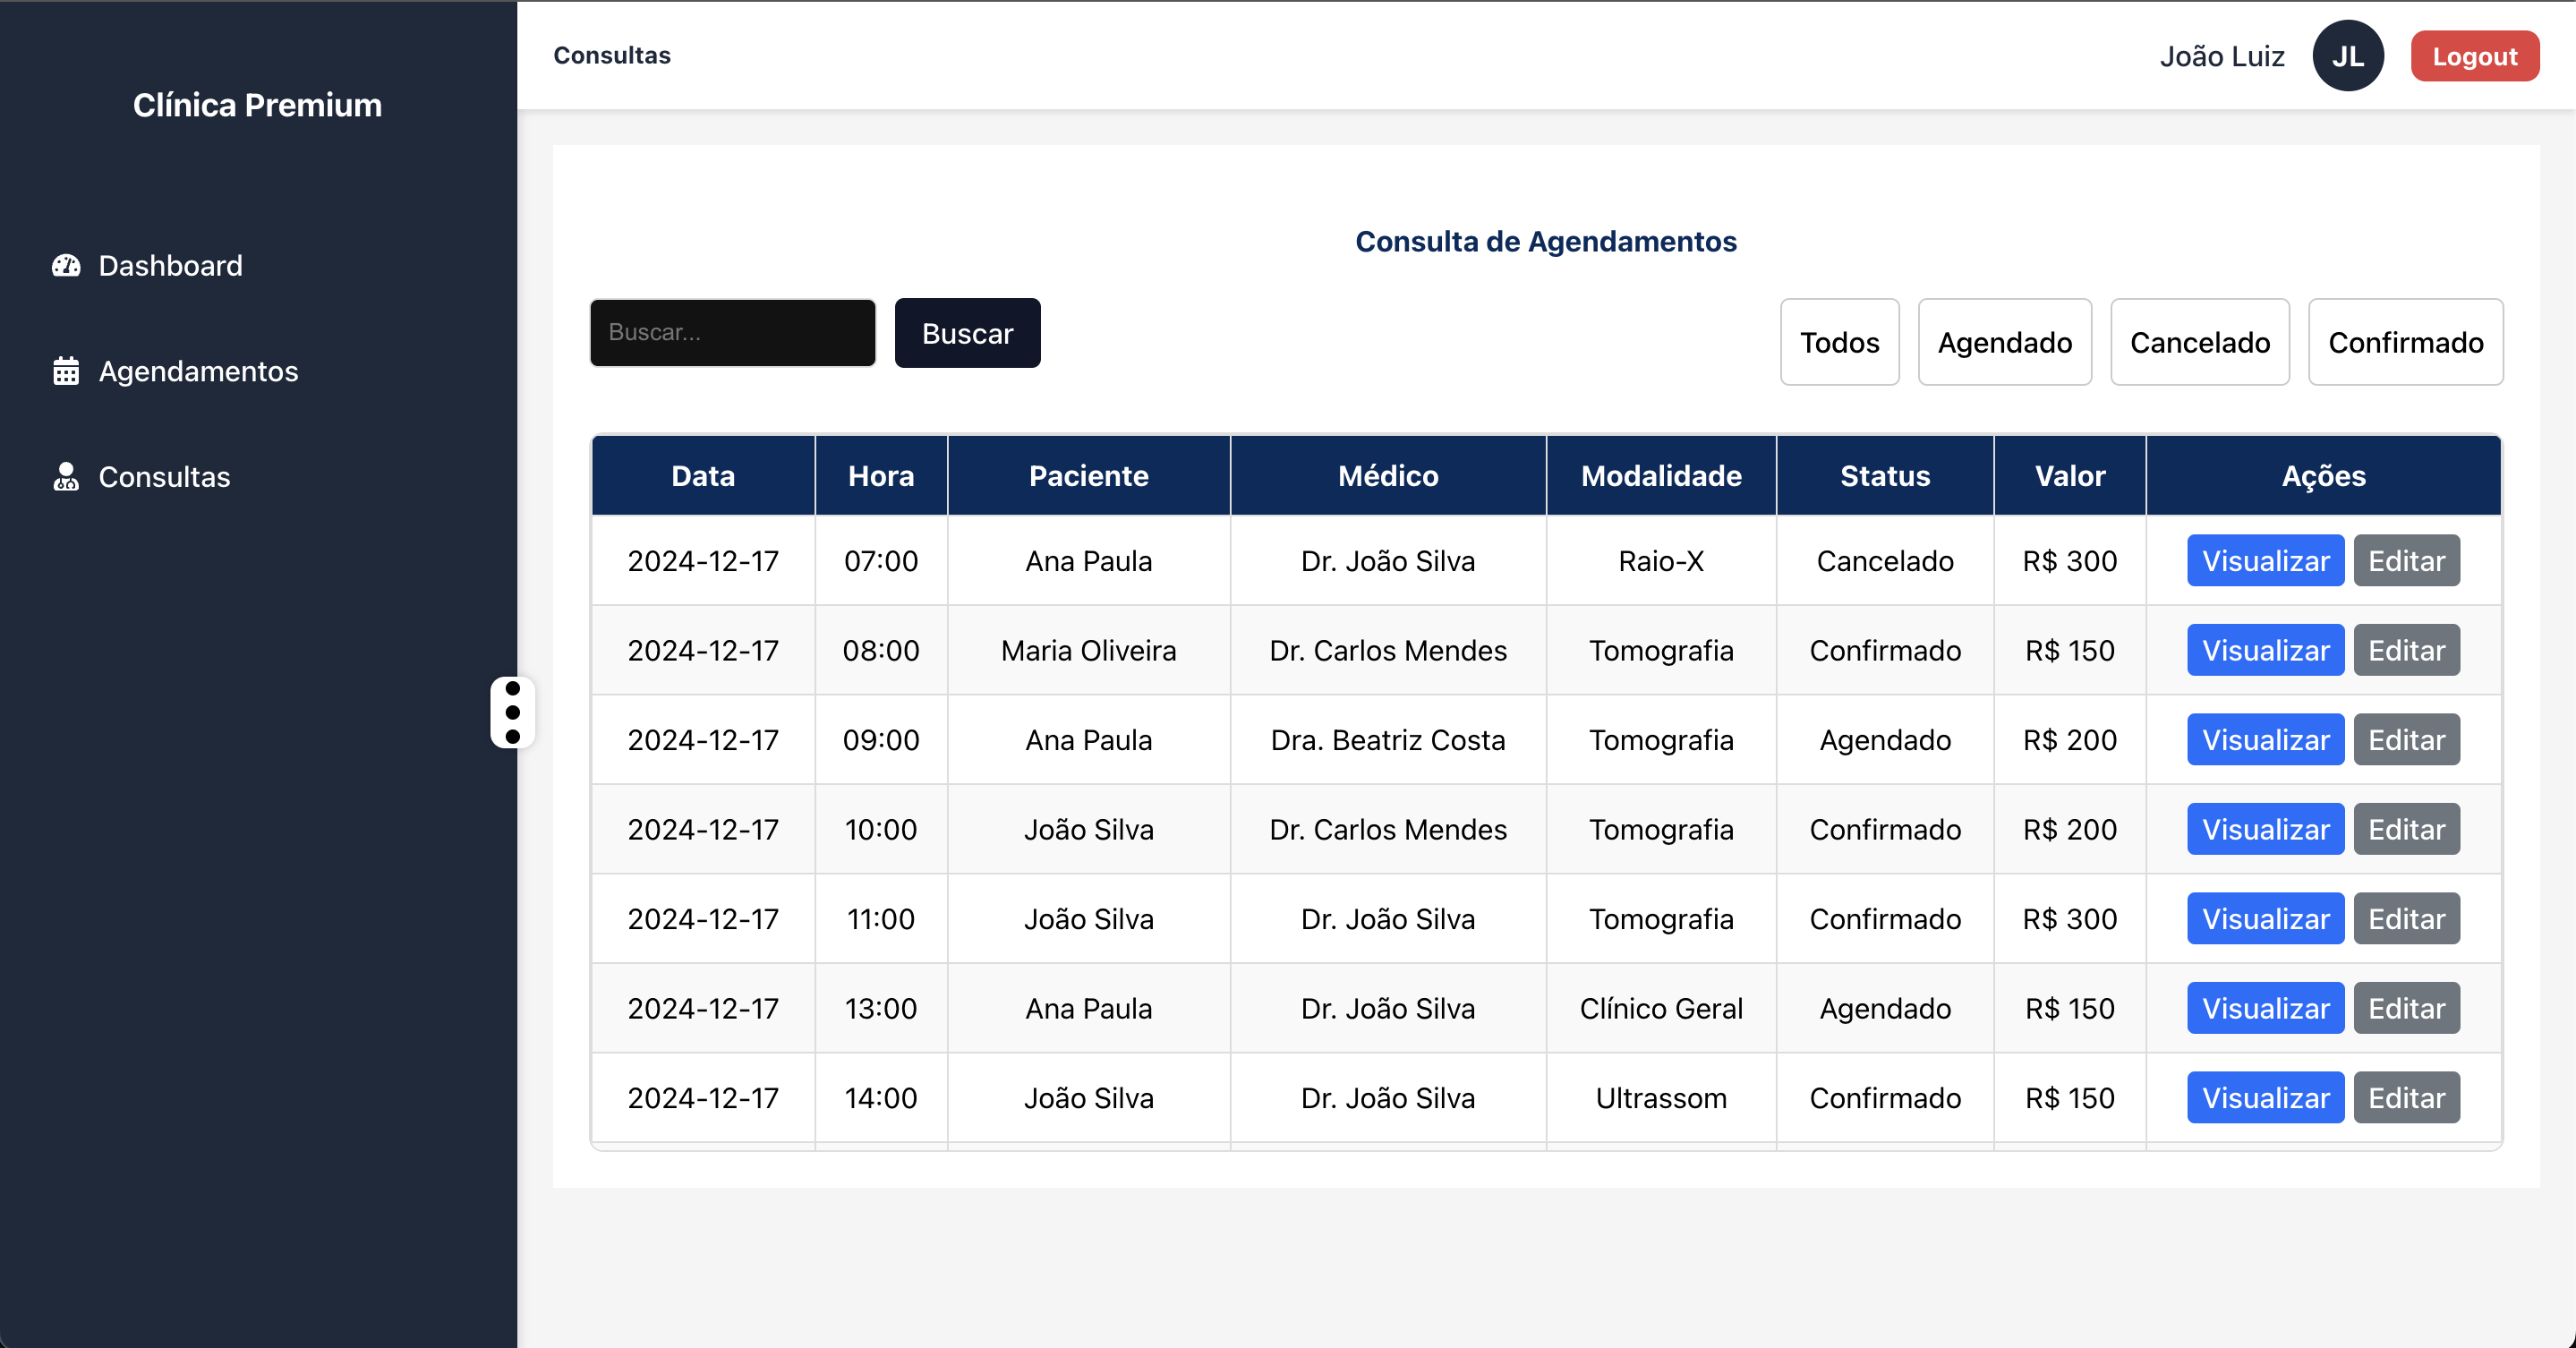 Clínica Premium
Dashboard
Agendamentos
Consultas
Consultas
João Luiz JL Logout
Consulta de Agendamentos
Buscar... Buscar Todos Agendado Cancelado Confirmado
Data Hora Paciente Médico Modalidade Status Valor Ações
2024-12-17 07:00 Ana Paula Dr. João Silva Raio-X Cancelado R$ 300 Visualizar Editar
2024-12-17 08:00 Maria Oliveira Dr. Carlos Mendes Tomografia Confirmado R$ 150 Visualizar Editar
2024-12-17 09:00 Ana Paula Dra. Beatriz Costa Tomografia Agendado R$ 200 Visualizar Editar
2024-12-17 10:00 João Silva Dr. Carlos Mendes Tomografia Confirmado R$ 200 Visualizar Editar
2024-12-17 11:00 João Silva Dr. João Silva Tomografia Confirmado R$ 300 Visualizar Editar
2024-12-17 13:00 Ana Paula Dr. João Silva Clínico Geral Agendado R$ 150 Visualizar Editar
2024-12-17 14:00 João Silva Dr. João Silva Ultrassom Confirmado R$ 150 Visualizar Editar